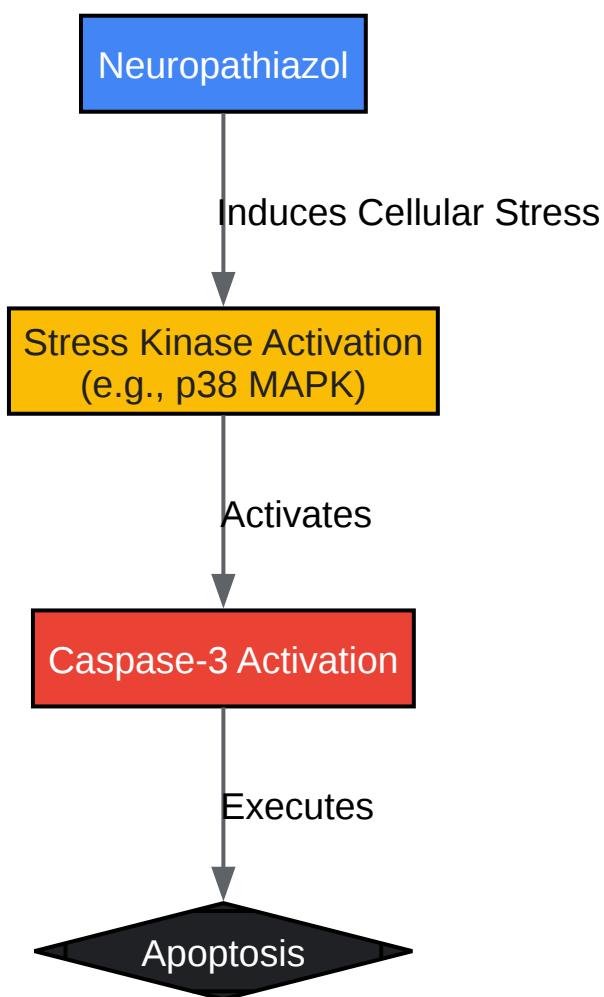 Neuropathiazol
Induces Cellular Stress
Stress Kinase Activation
(e.g., p38 MAPK)
Activates
Caspase-3 Activation
Executes
Apoptosis